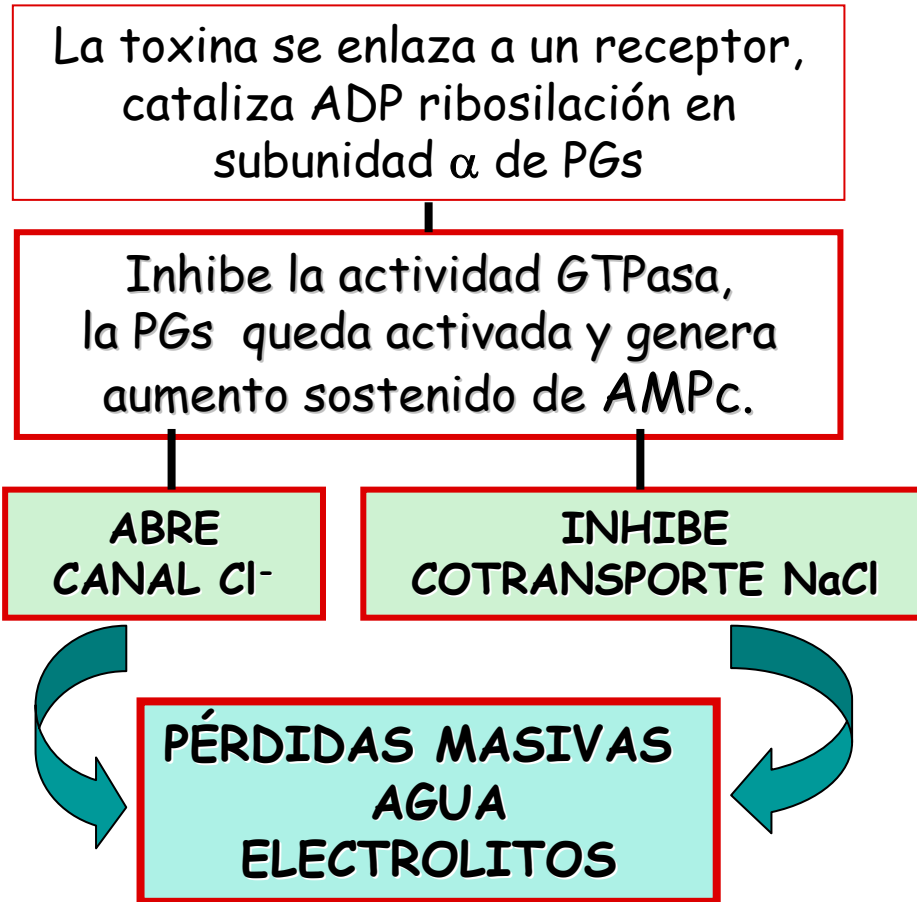 La toxina se enlaza a un receptor,
cataliza ADP ribosilación en
subunidad α de PGs
Inhibe la actividad GTPasa,
la PGs queda activada y genera
aumento sostenido de AMPc.
ABRE
CANAL Cl⁻
INHIBE
COTRANSPORTE NaCl
PÉRDIDAS MASIVAS
AGUA
ELECTROLITOS